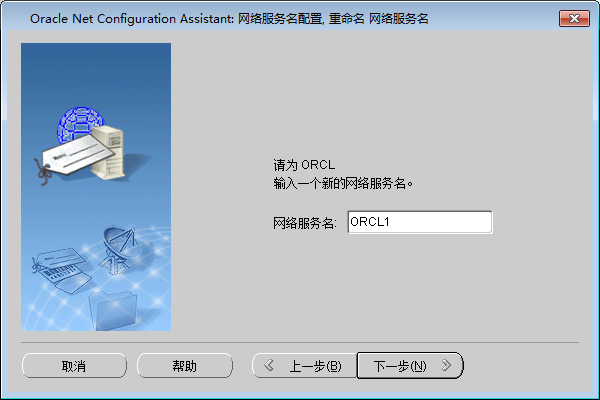 Oracle Net Configuration Assistant: 网络服务名配置, 重命名 网络服务名
请为 ORCL
输入一个新的网络服务名。
网络服务名: ORCL1
取消 帮助 上一步(B) 下一步(N)